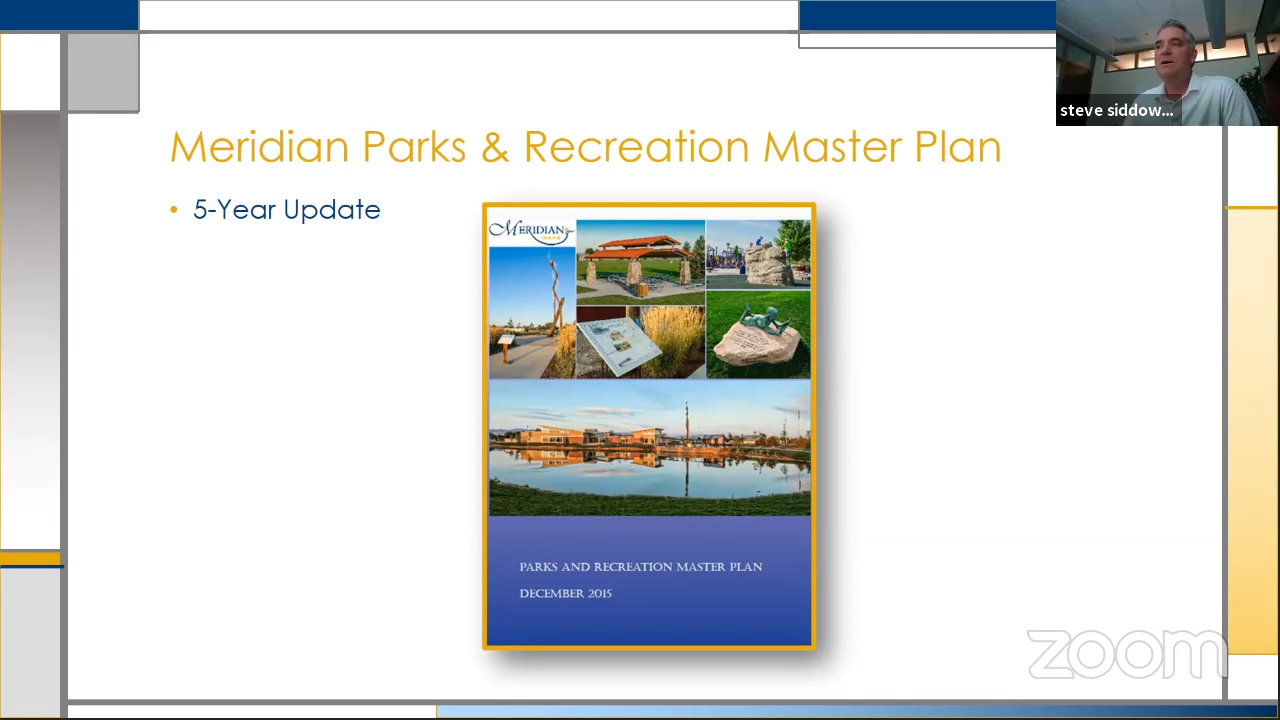 steve siddow...
Meridian Parks & Recreation Master Plan
• 5-Year Update
MERIDIAN
IDAHO
PARKS AND RECREATION MASTER PLAN
DECEMBER 2015
zoom